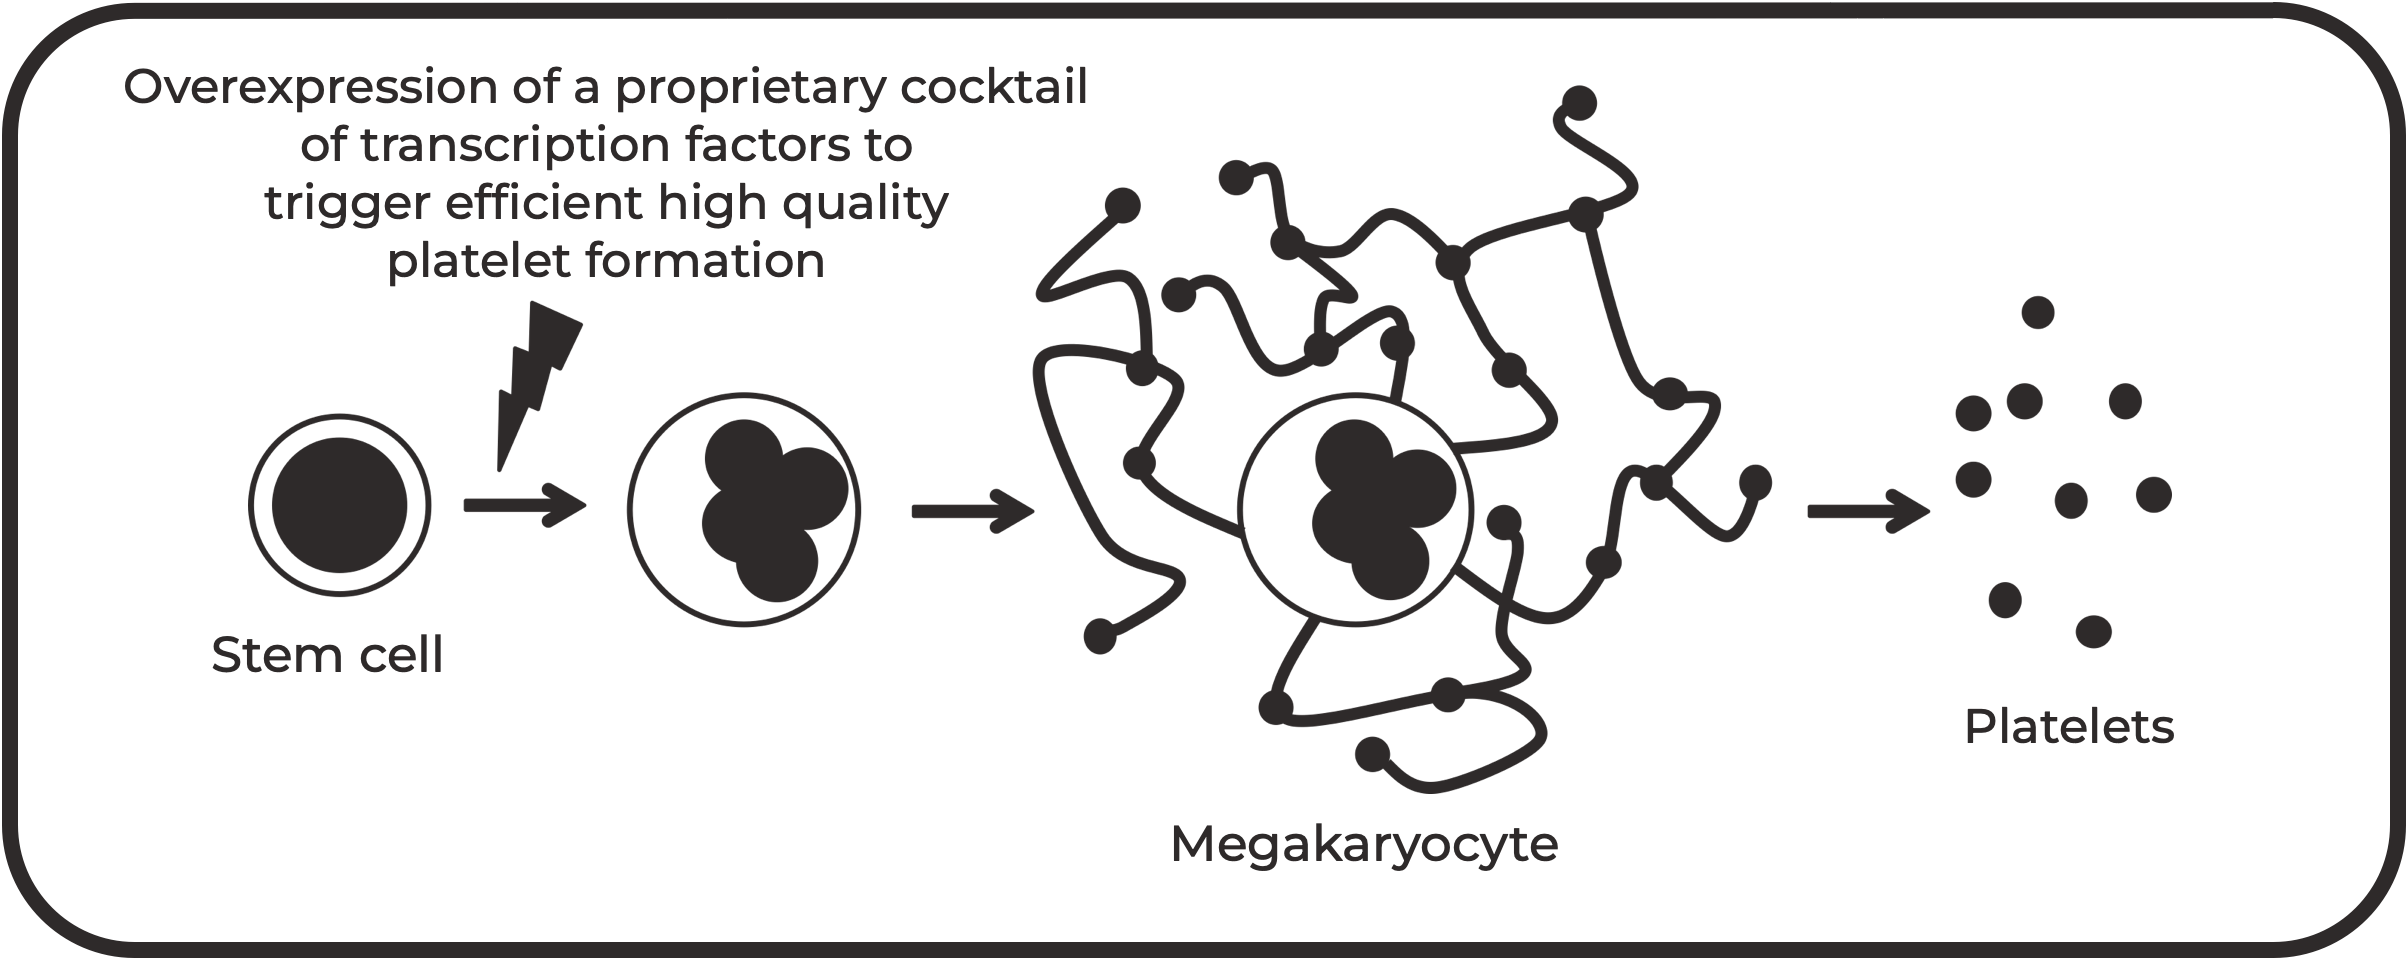 Overexpression of a proprietary cocktail
of transcription factors to
trigger efficient high quality
platelet formation
Stem cell
Megakaryocyte
Platelets